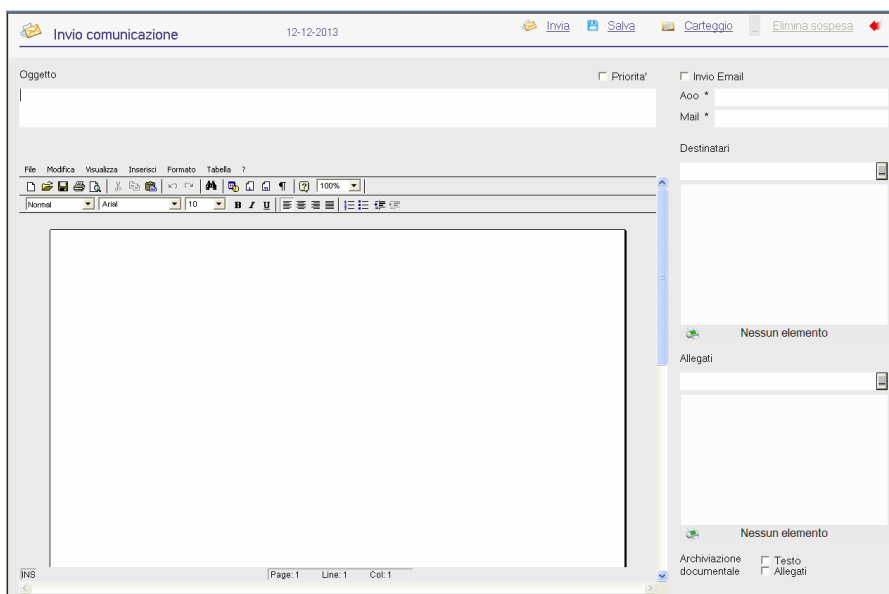 Invio comunicazione 12-12-2013 Invia Salva Carteggio Elimina sospesa
Oggetto Priorita' Invio Email
Aoo *
Mail *
Destinatari
File Modifica Visualizza Inserisci Formato Tabella ?
100%
Normal Arial 10 B I U
Nessun elemento
Allegati
Nessun elemento
Archiviazione documentale Testo Allegati
INS Page: 1 Line: 1 Col: 1